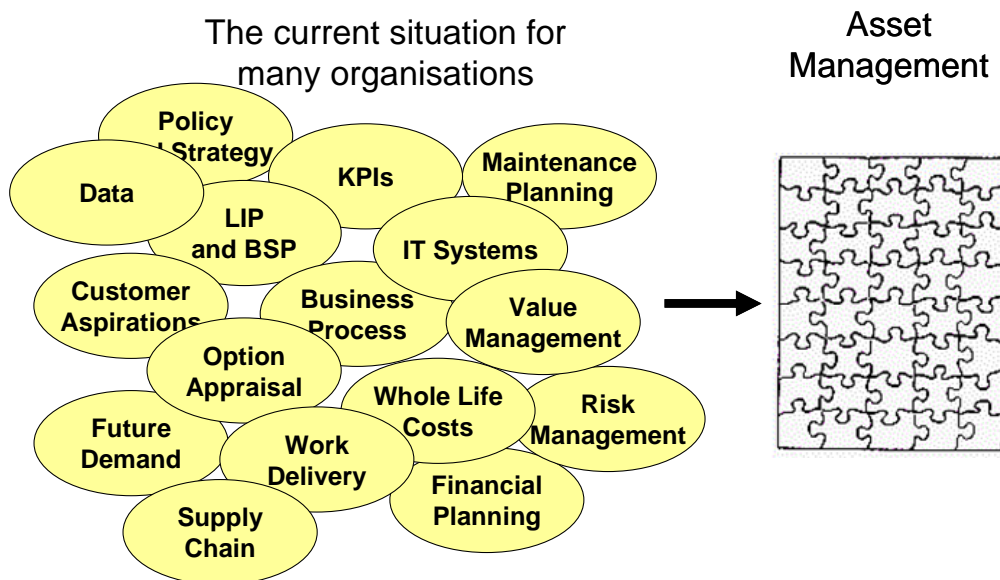 The current situation for
many organisations
Asset
Management
Policy
Strategy
Data
KPIs
Maintenance
Planning
LIP
and BSP
IT Systems
Customer
Aspirations
Business
Process
Value
Management
Option
Appraisal
Whole Life
Costs
Risk
Management
Future
Demand
Work
Delivery
Financial
Planning
Supply
Chain